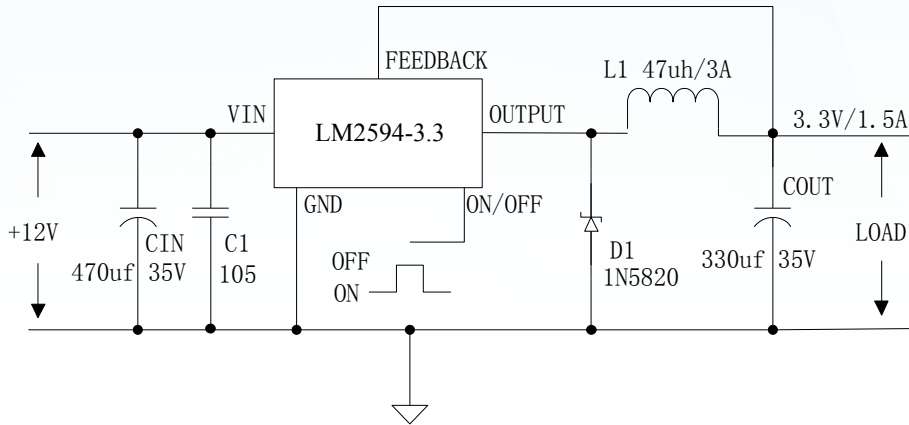 FEEDBACK
L1 47uh/3A
VIN
OUTPUT
LM2594-3.3
3.3V/1.5A
GND
ON/OFF
COUT
+12V
CIN
C1
OFF
D1
LOAD
470uf 35V
105
ON
1N5820
330uf 35V